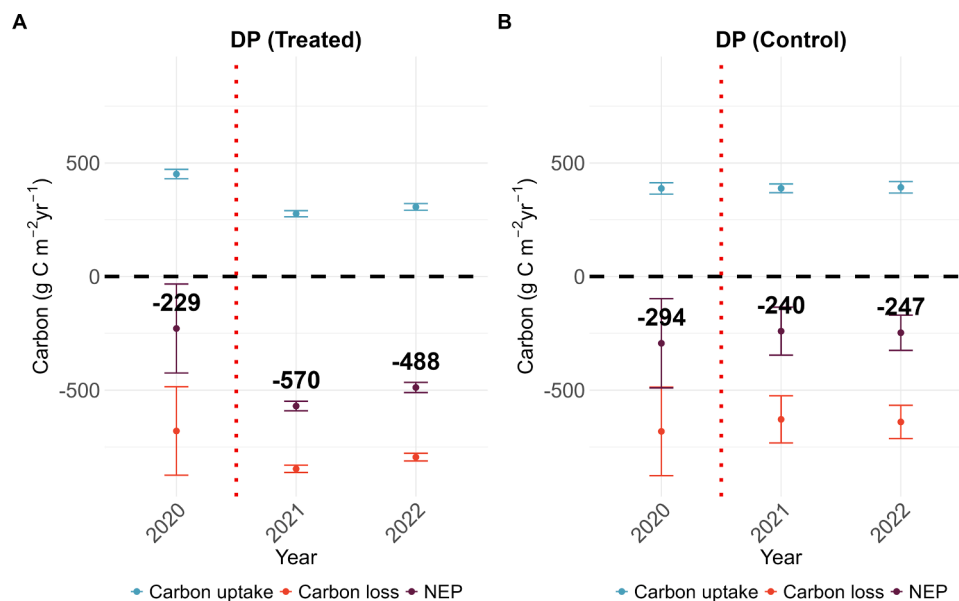 A
DP (Treated)
Carbon (g C m−2yr−1)
500
0
-500
-229
-570
-488
2020
2021
2022
Year
Carbon uptake Carbon loss NEP
B
DP (Control)
Carbon (g C m−2yr−1)
500
0
-500
-294
-240
-247
2020
2021
2022
Year
Carbon uptake Carbon loss NEP